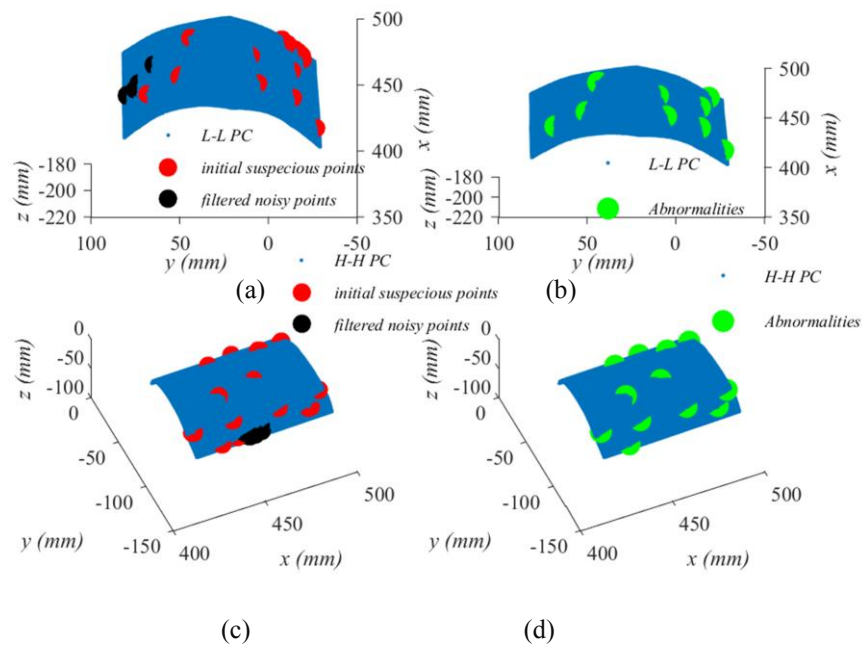 500
450
400
350
x (mm)
L-L PC
initial suspecious points
filtered noisy points
-180
-200
-220
z (mm)
100
50
0
-50
y (mm)
(a)
500
450
400
350
x (mm)
L-L PC
Abnormalities
-180
-200
-220
z (mm)
100
50
0
-50
y (mm)
(b)
H-H PC
initial suspecious points
filtered noisy points
0
-50
-100
z (mm)
0
-50
-100
-150
y (mm)
400
450
500
x (mm)
(c)
H-H PC
Abnormalities
0
-50
-100
z (mm)
0
-50
-100
-150
y (mm)
400
450
500
x (mm)
(d)